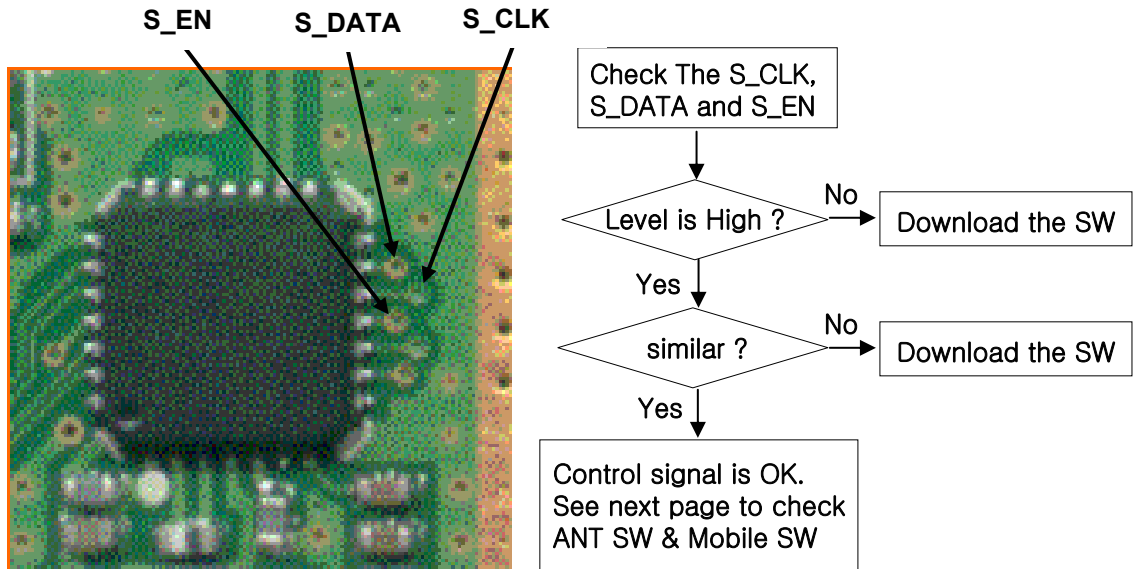 S_EN
S_DATA
S_CLK
Check The S_CLK,
S_DATA and S_EN
Level is High ?
No
Download the SW
Yes
similar ?
No
Download the SW
Yes
Control signal is OK.
See next page to check
ANT SW & Mobile SW